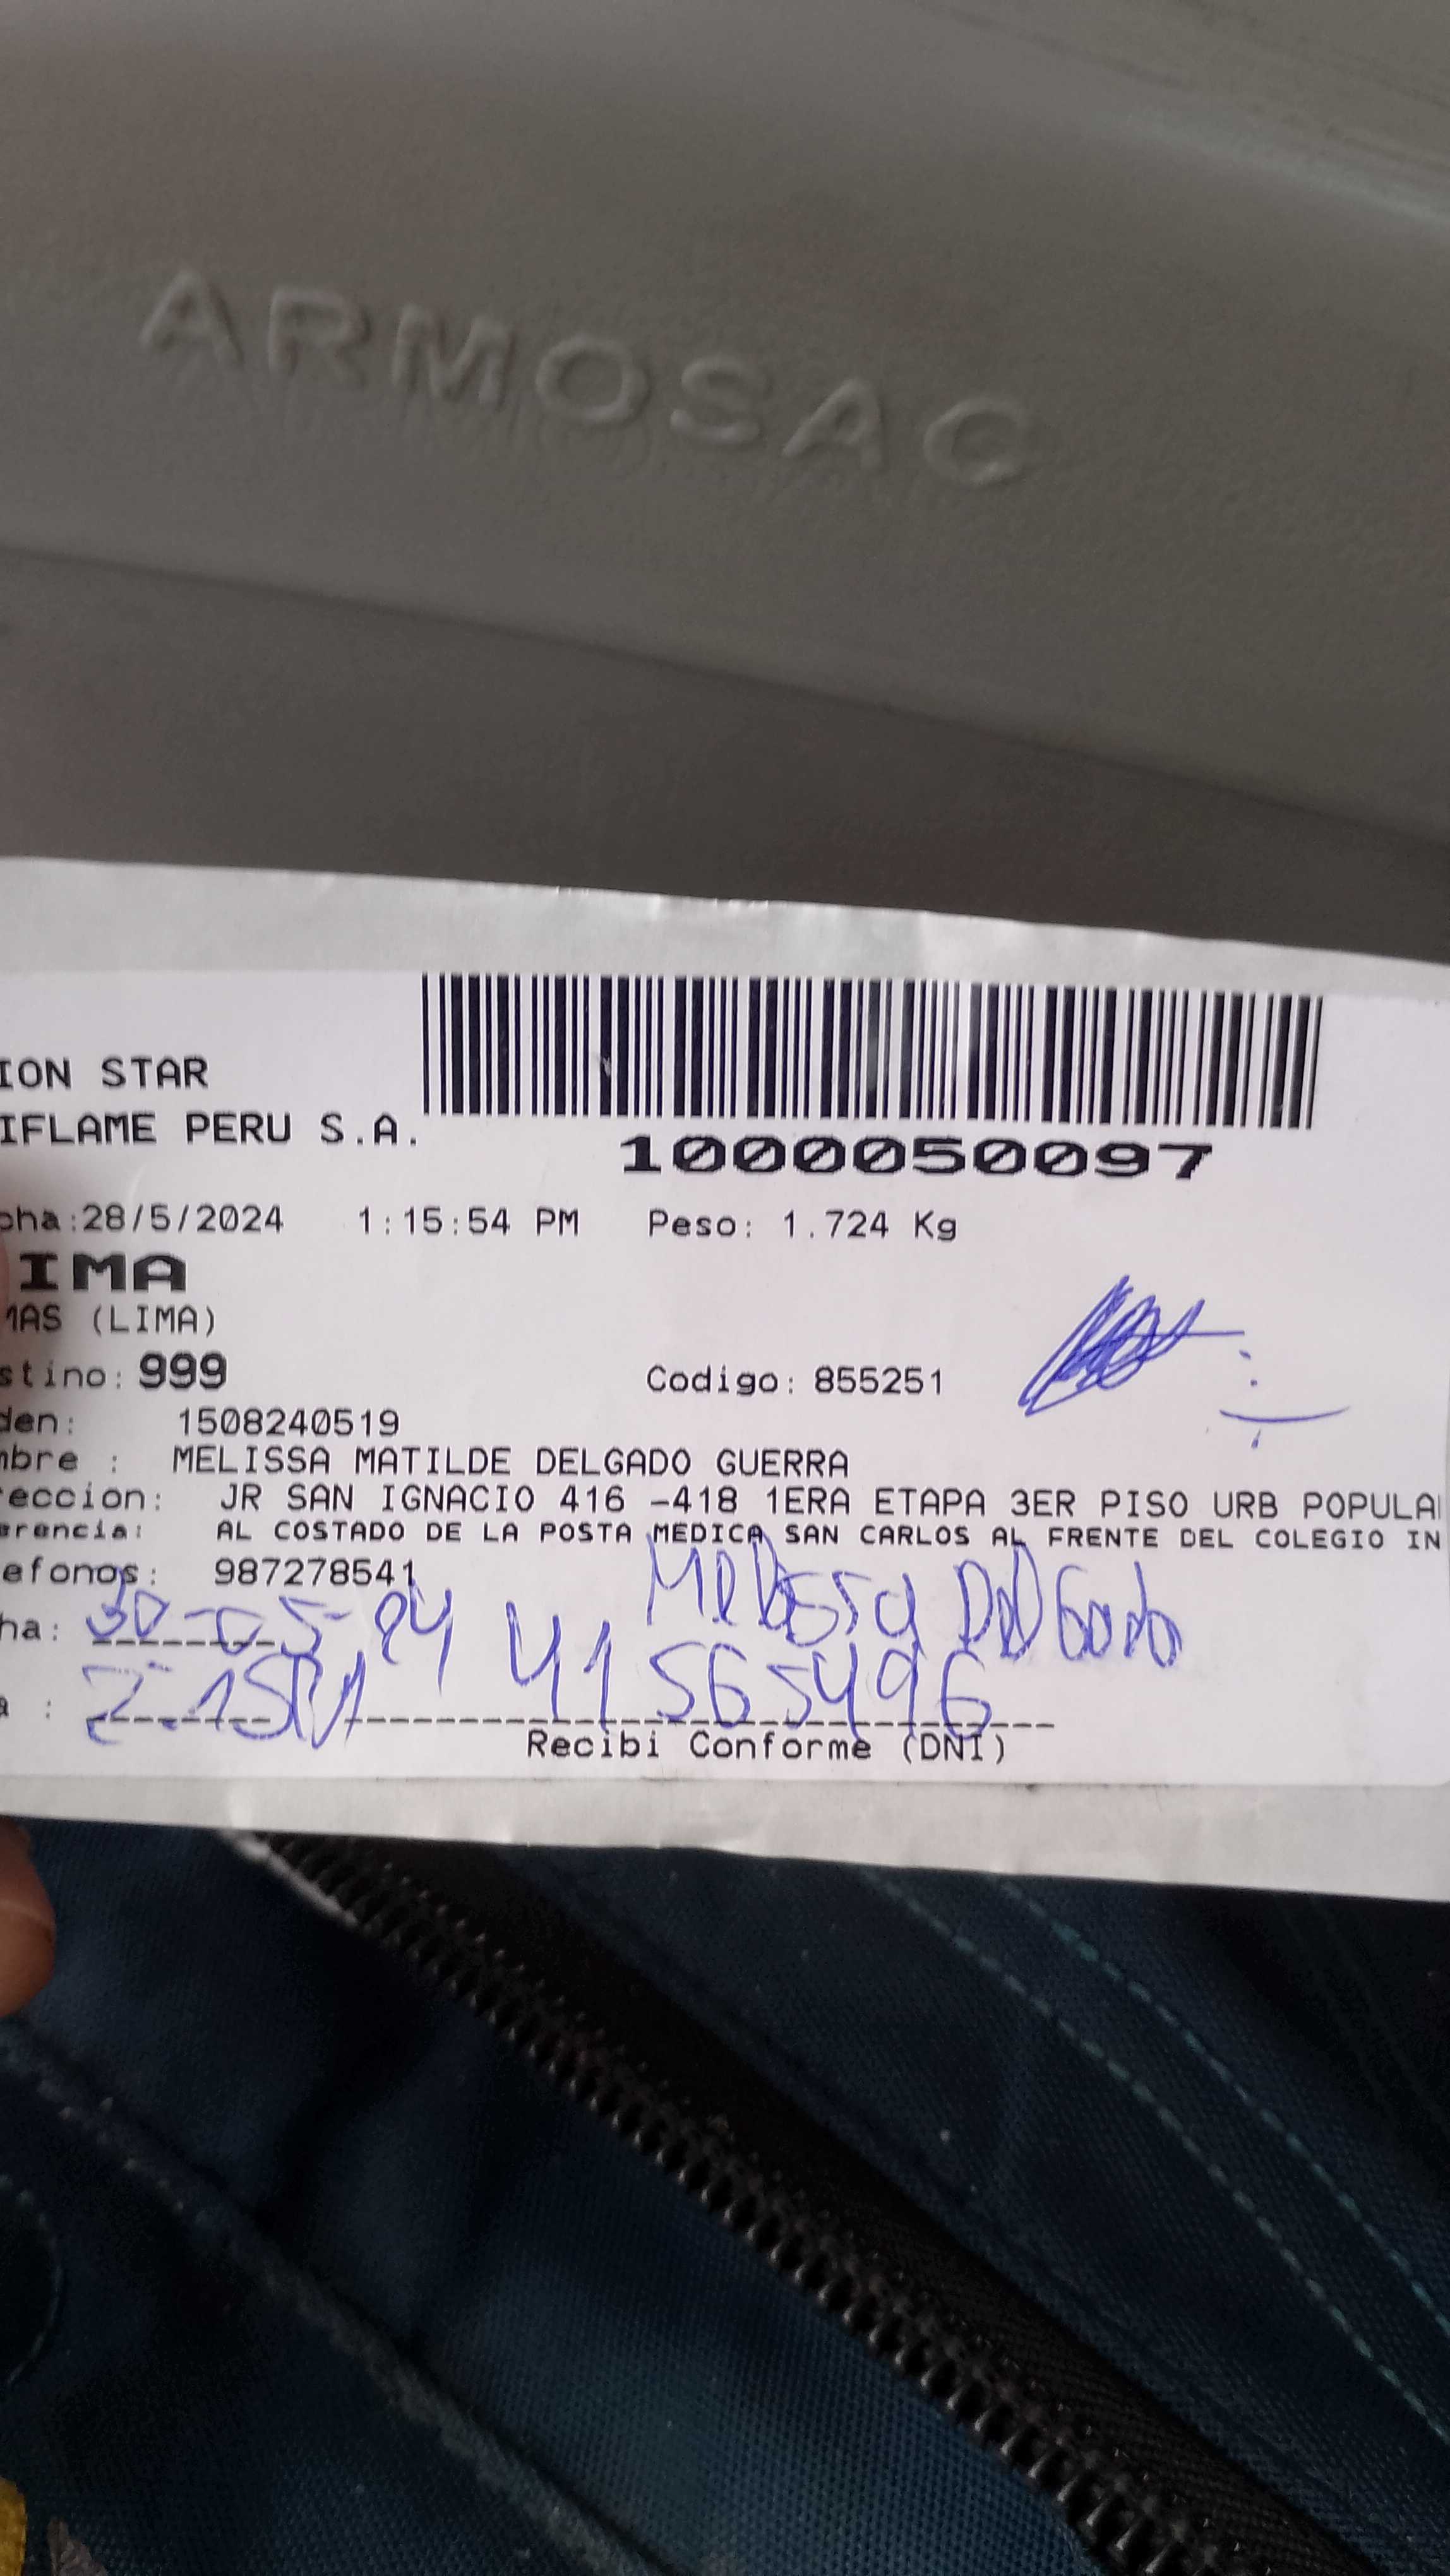 ARMOSAC
ION STAR
IFLAME PERU S.A.
1000050097
cha:28/5/2024 1:15:54 PM Peso: 1.724 Kg
IMA
MAS (LIMA)
stino: 999 Codigo: 855251
den: 1508240519
mbre : MELISSA MATILDE DELGADO GUERRA
reccion: JR SAN IGNACIO 416 -418 1ERA ETAPA 3ER PISO URB POPULA
erencia: AL COSTADO DE LA POSTA MEDICA SAN CARLOS AL FRENTE DEL COLEGIO IN
efonos: 987278541
Melissa Delgado
ha: 30-05-24
a : 41565496
Recibi Conforme (DNI)